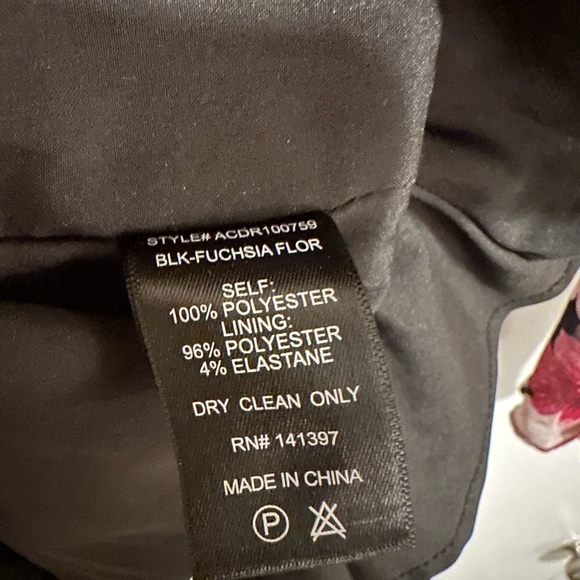 STYLE# ACDR100759
BLK-FUCHSIA FLOR
SELF:
100% POLYESTER
LINING:
96% POLYESTER
4% ELASTANE
DRY CLEAN ONLY
RN# 141397
MADE IN CHINA
P